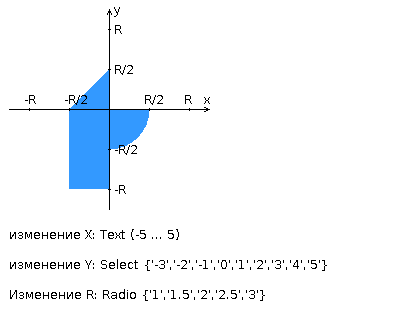 y
R
R/2
-R
-R/2
R/2
R
x
-R/2
-R
изменение X: Text (-5 ... 5)
изменение Y: Select {'-3','-2','-1','0','1','2','3','4','5'}
Изменение R: Radio {'1','1.5','2','2.5','3'}